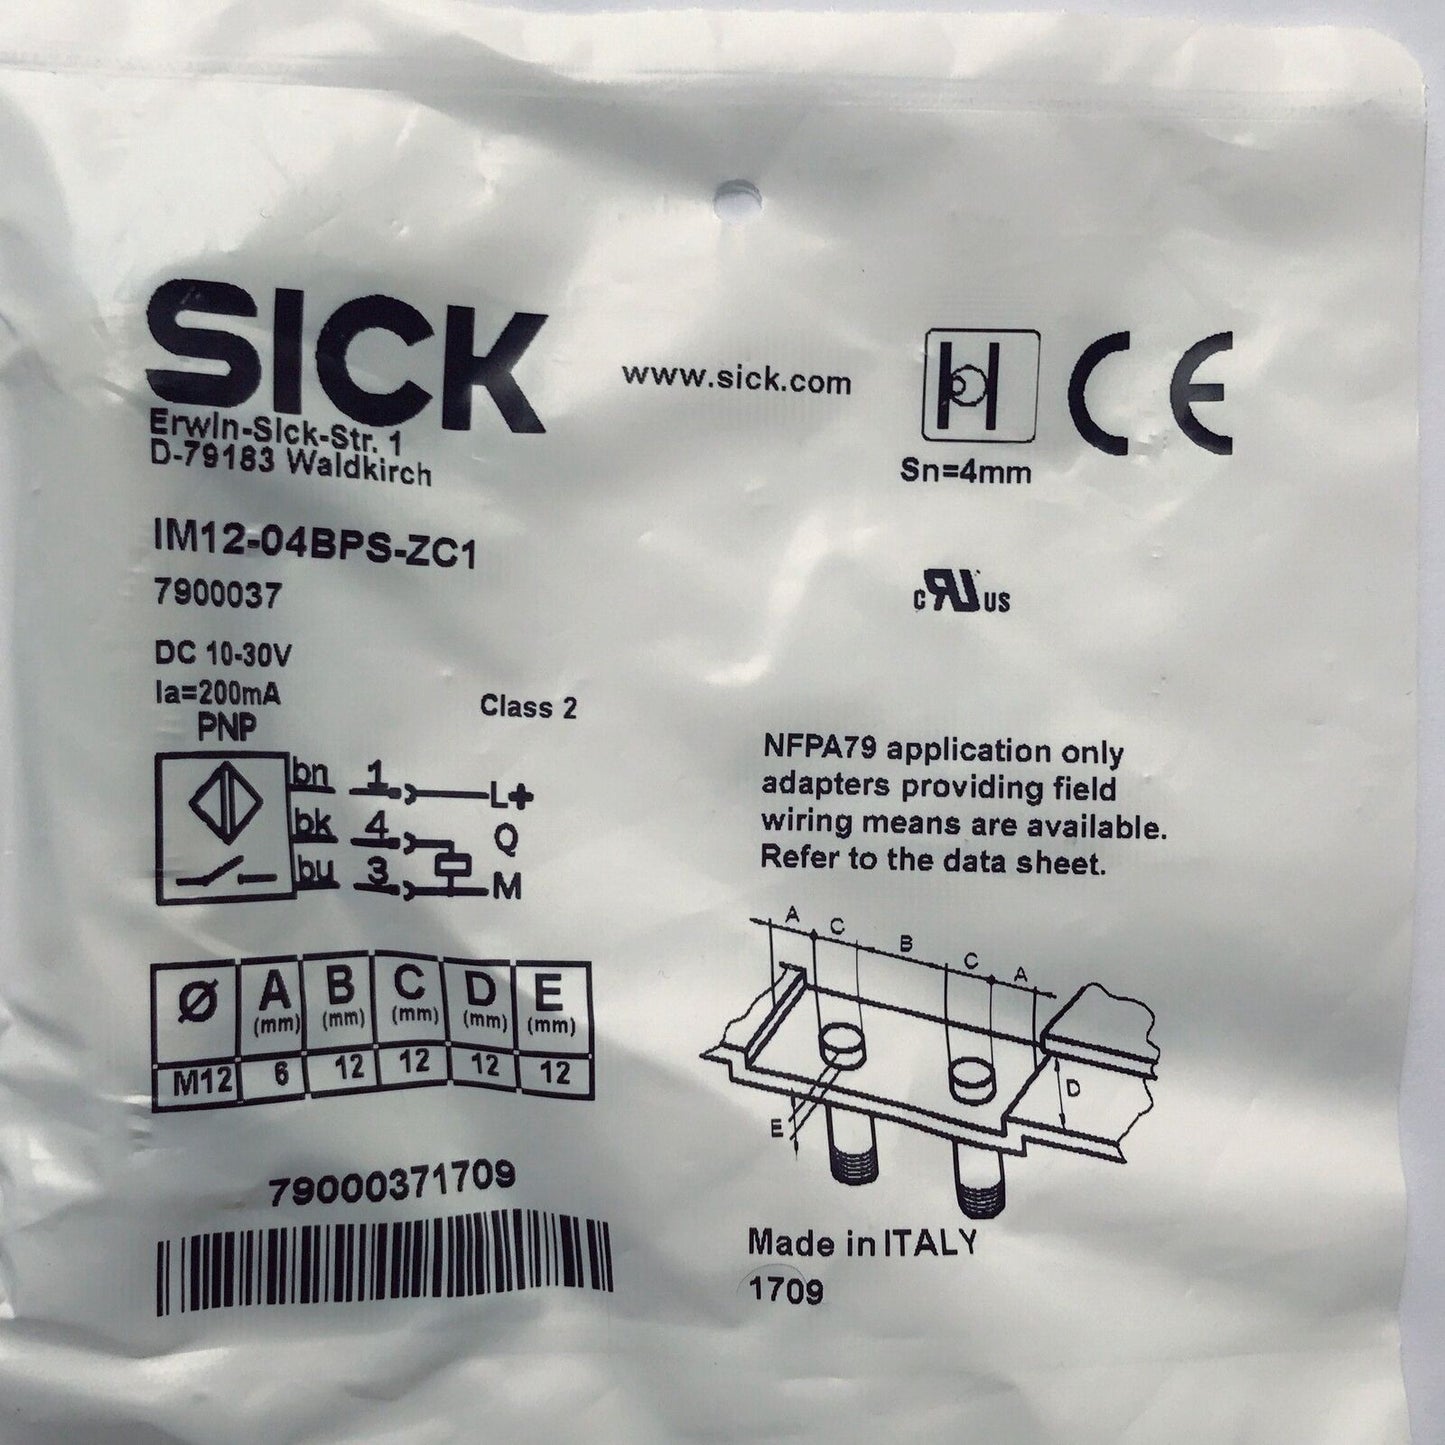 SICK
Erwin-Sick-Str. 1
D-79183 Waldkirch
www.sick.com
Sn=4mm
CE
IM12-04BPS-ZC1
7900037
c RU US
DC 10-30V
Ia=200mA
PNP
Class 2
bn 1 L+
bk 4 Q
bu 3 M
NFPA79 application only
adapters providing field
wiring means are available.
Refer to the data sheet.
Ø A B C D E
(mm) (mm) (mm) (mm) (mm)
M12 6 12 12 12 12
A C B C A
D
E
79000371709
Made in ITALY
1709